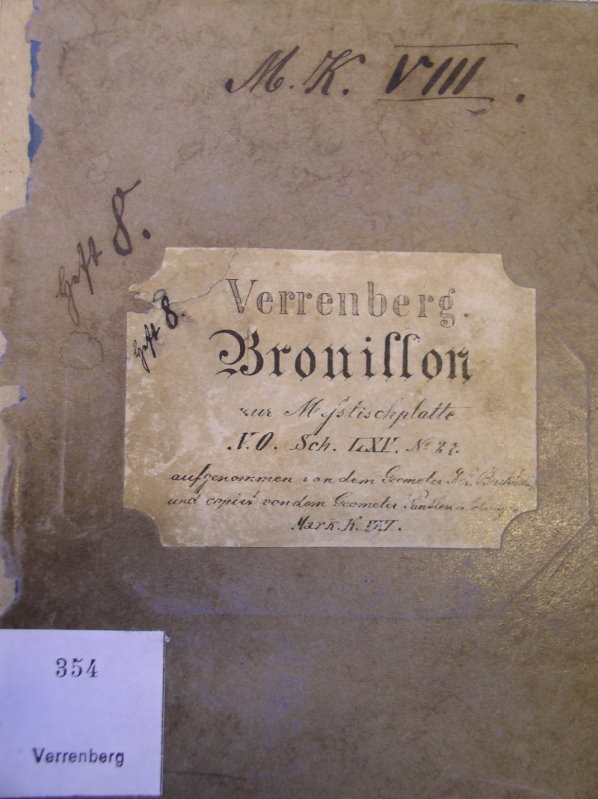 M. K. VIII.
Heft 8.
Heft 8.
Verrenberg.
Brouillon
zur Meßtischplatte
N. O. Sch. LXV. No 27.
aufgenommen von dem Geometer
und copirt von dem Geometer
Mark. K.
354
Verrenberg